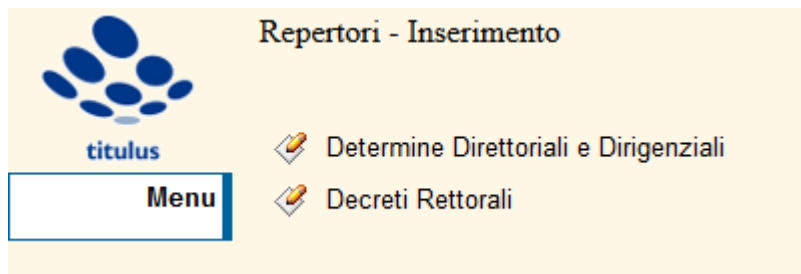 Repertori - Inserimento
titulus
Menu
Determine Direttoriali e Dirigenziali
Decreti Rettorali